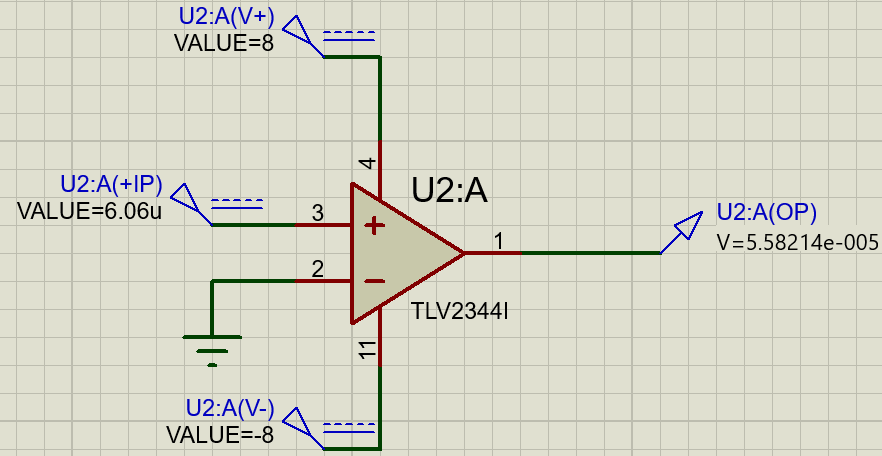 U2:A(V+)
VALUE=8
4
U2:A
U2:A(+IP)
VALUE=6.06u
3
+
1
U2:A(OP)
V=5.58214e-005
2
−
TLV2344I
11
U2:A(V-)
VALUE=-8